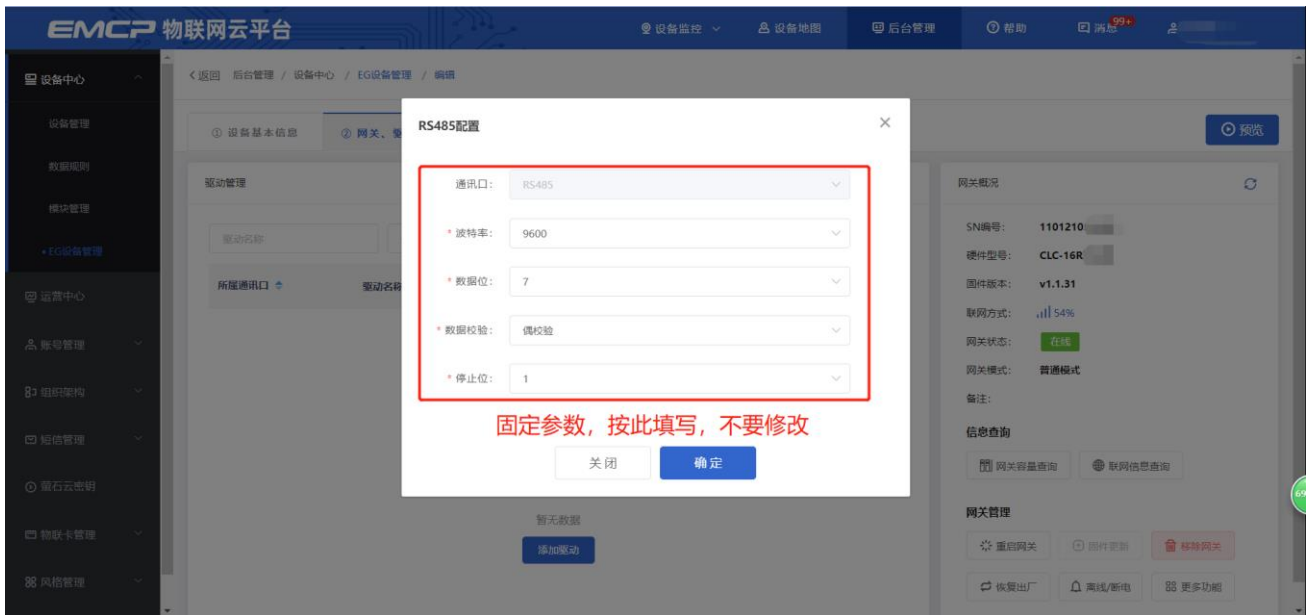 EMCP 物联网云平台
设备监控
设备地图
后台管理
帮助
消息
99+
设备中心
设备管理
数据规则
模块管理
• EG设备管理
运营中心
账号管理
组织架构
短信管理
萤石云密钥
物联卡管理
风格管理
返回 后台管理 / 设备中心 / EG设备管理 / 编辑
① 设备基本信息
② 网关、
预览
驱动管理
驱动名称
所属通讯口
驱动名称
暂无数据
添加驱动
RS485配置
通讯口: RS485
* 波特率: 9600
* 数据位: 7
* 数据校验: 偶校验
* 停止位: 1
固定参数，按此填写，不要修改
关闭
确定
网关概况
SN编号: 1101210
硬件型号: CLC-16R
固件版本: v1.1.31
联网方式: 54%
网关状态: 在线
网关模式: 普通模式
备注:
信息查询
网关容量查询
联网信息查询
网关管理
重启网关
固件更新
移除网关
恢复出厂
离线/断电
更多功能
69